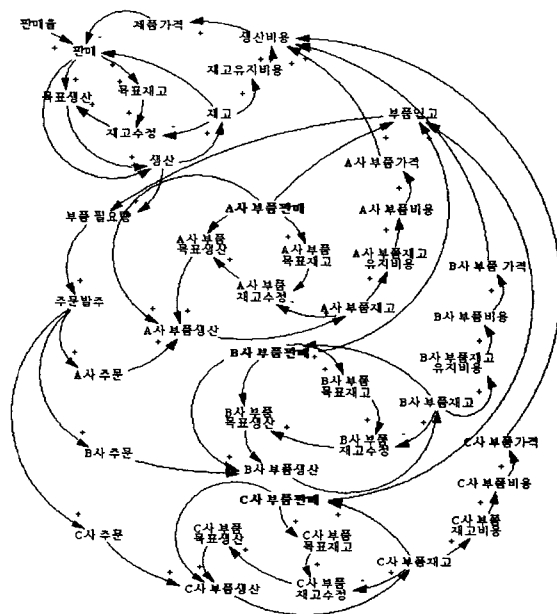 판매율
제품가격
생산비용
판매
재고유지비용
목표생산
목표재고
재고
재고수정
생산
부품입고
A사 부품가격
부품 필요량
A사 부품판매
A사 부품비용
A사 부품
목표생산
A사 부품
목표재고
A사 부품재고
유지비용
A사 부품
재고수정
B사 부품 가격
주문발주
A사 부품재고
A사 부품생산
B사 부품비용
B사 부품판매
A사 주문
B사 부품
목표재고
B사 부품재고
유지비용
B사 부품
목표생산
B사 부품재고
B사 주문
B사 부품
재고수정
C사 부품가격
B사 부품생산
C사 부품판매
C사 부품비용
C사 주문
C사 부품
목표생산
C사 부품
목표재고
C사 부품
재고비용
C사 부품재고
C사 부품생산
C사 부품
재고수정